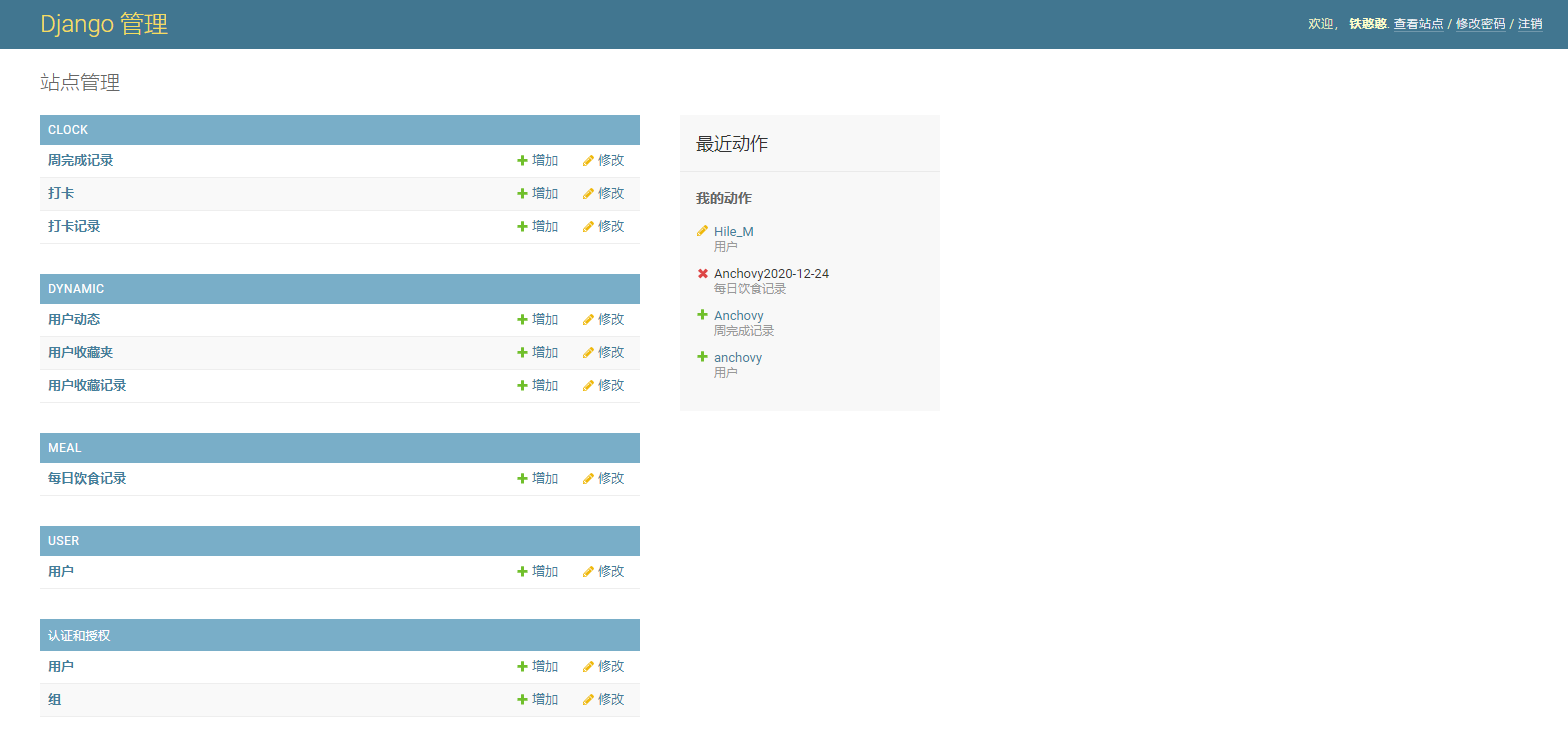 Django 管理
欢迎， 铁憨憨. 查看站点 / 修改密码 / 注销
站点管理
CLOCK
周完成记录 增加 修改
打卡 增加 修改
打卡记录 增加 修改
DYNAMIC
用户动态 增加 修改
用户收藏夹 增加 修改
用户收藏记录 增加 修改
MEAL
每日饮食记录 增加 修改
USER
用户 增加 修改
认证和授权
用户 增加 修改
组 增加 修改
最近动作
我的动作
Hile_M
用户
Anchovy2020-12-24
每日饮食记录
Anchovy
周完成记录
anchovy
用户